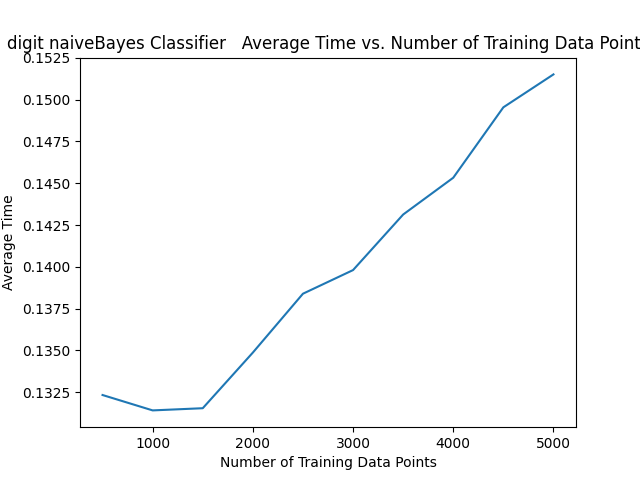 digit naiveBayes Classifier   Average Time vs. Number of Training Data Point
0.1525
0.1500
0.1475
0.1450
0.1425
0.1400
0.1375
0.1350
0.1325
Average Time
1000 2000 3000 4000 5000
Number of Training Data Points